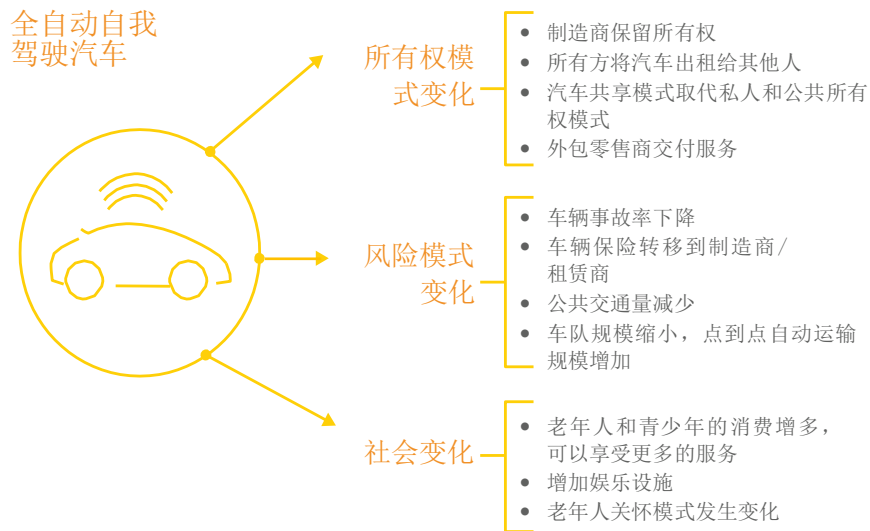 全自动自我
驾驶汽车
所有权模
式变化
• 制造商保留所有权
• 所有方将汽车出租给其他人
• 汽车共享模式取代私人和公共所有
权模式
• 外包零售商交付服务
风险模式
变化
• 车辆事故率下降
• 车辆保险转移到制造商/
租赁商
• 公共交通量减少
• 车队规模缩小，点到点自动运输
规模增加
社会变化
• 老年人和青少年的消费增多，
可以享受更多的服务
• 增加娱乐设施
• 老年人关怀模式发生变化